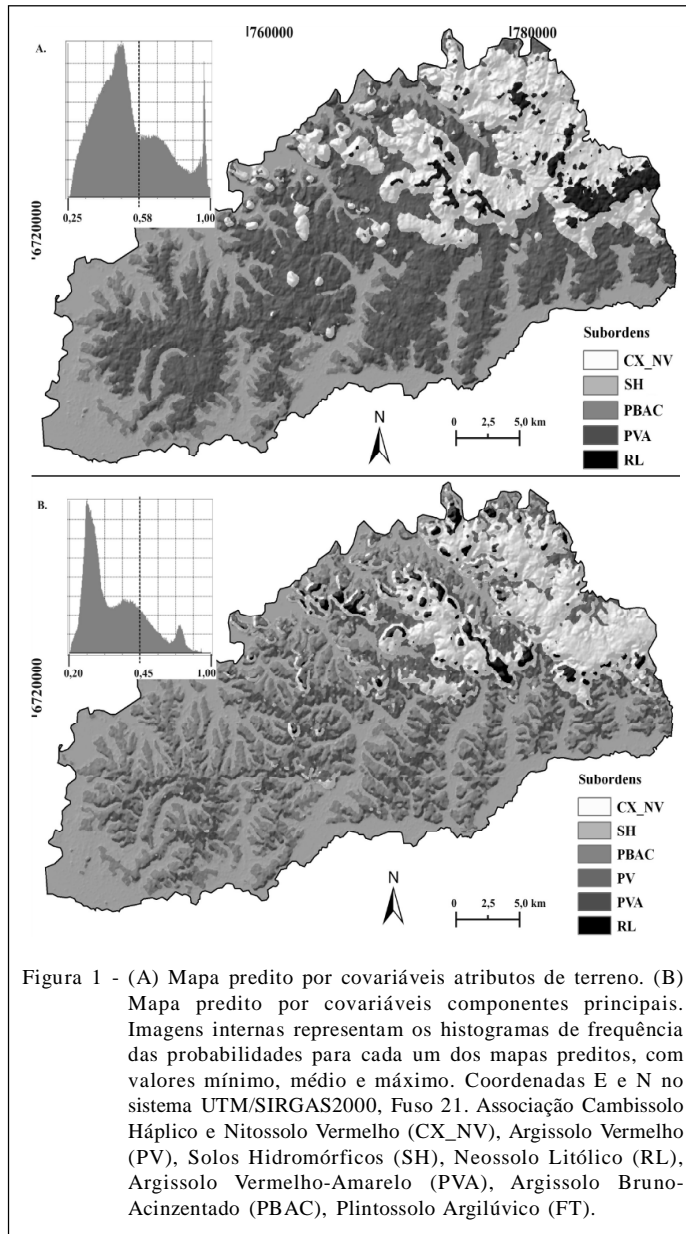 760000
780000
A.
0,25
0,58
1,00
6720000
Subordens
CX_NV
SH
PBAC
PVA
RL
N
0
2,5
5,0 km
B.
0,20
0,45
1,00
6720000
Subordens
CX_NV
SH
PBAC
PV
PVA
RL
N
0
2,5
5,0 km
Figura 1 - (A) Mapa predito por covariáveis atributos de terreno. (B)
Mapa predito por covariáveis componentes principais.
Imagens internas representam os histogramas de frequência
das probabilidades para cada um dos mapas preditos, com
valores mínimo, médio e máximo. Coordenadas E e N no
sistema UTM/SIRGAS2000, Fuso 21. Associação Cambissolo
Háplico e Nitossolo Vermelho (CX_NV), Argissolo Vermelho
(PV), Solos Hidromórficos (SH), Neossolo Litólico (RL),
Argissolo Vermelho-Amarelo (PVA), Argissolo Bruno-
Acinzentado (PBAC), Plintossolo Argilúvico (FT).